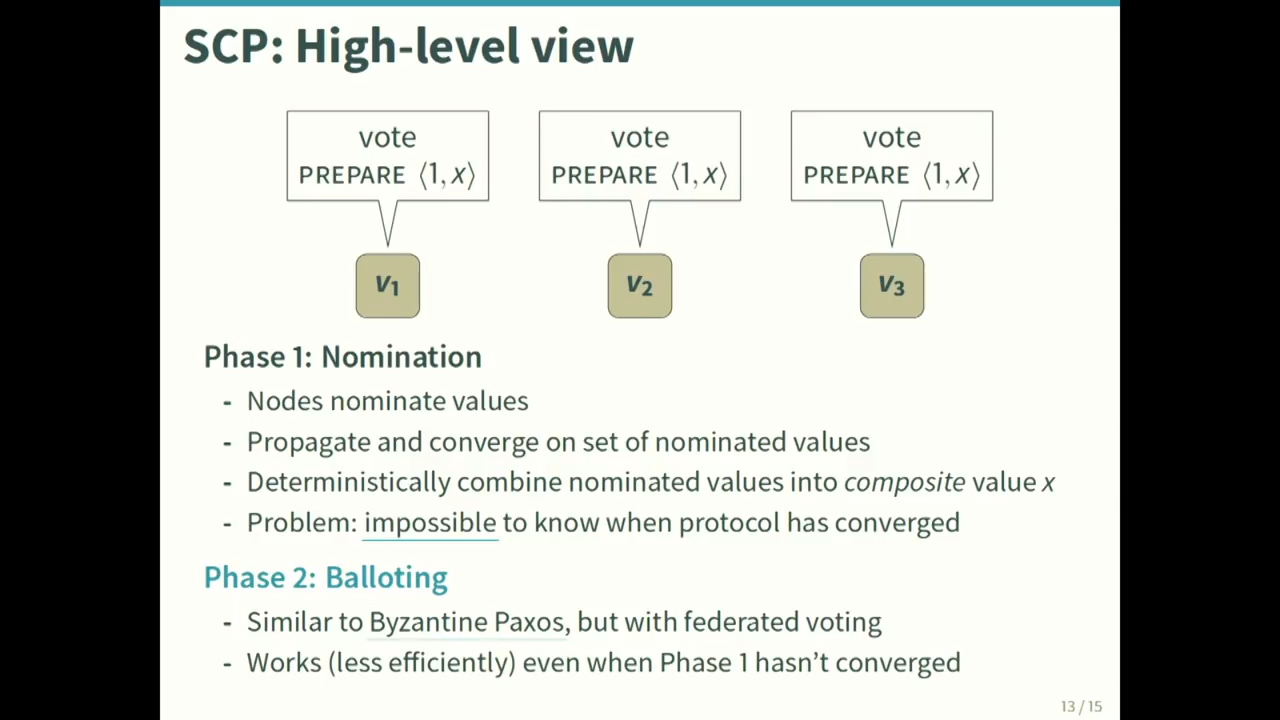 SCP: High-level view
vote vote vote
PREPARE ⟨1, x⟩ PREPARE ⟨1, x⟩ PREPARE ⟨1, x⟩
v₁ v₂ v₃
Phase 1: Nomination
- Nodes nominate values
- Propagate and converge on set of nominated values
- Deterministically combine nominated values into composite value x
- Problem: impossible to know when protocol has converged
Phase 2: Balloting
- Similar to Byzantine Paxos, but with federated voting
- Works (less efficiently) even when Phase 1 hasn’t converged
13 / 15